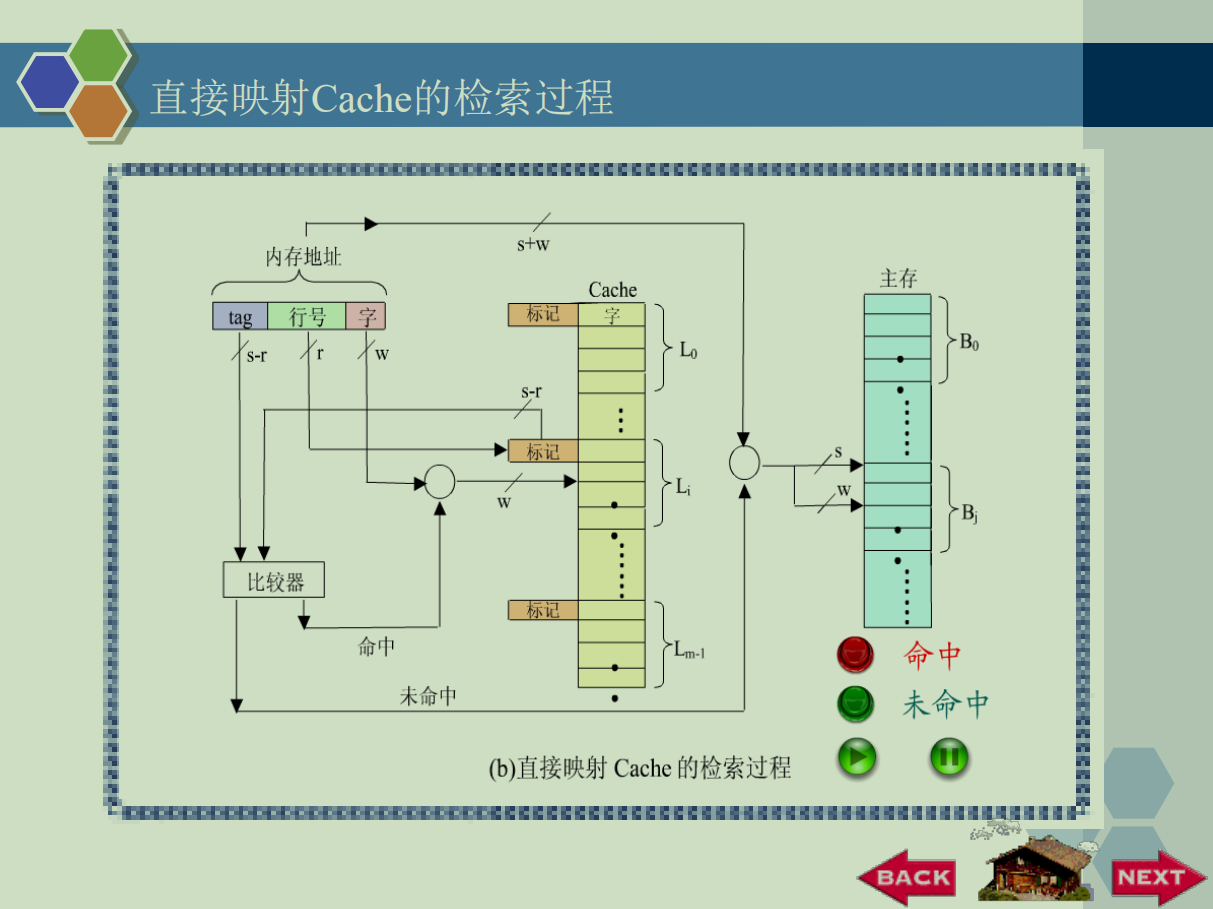 直接映射Cache的检索过程
s+w
内存地址
主存
Cache
tag 行号 字
标记 字
s-r r w
L0
B0
s-r
标记
s
w
w
Li
Bj
比较器
标记
命中
Lm-1
命中
未命中
未命中
(b)直接映射 Cache 的检索过程
BACK
NEXT